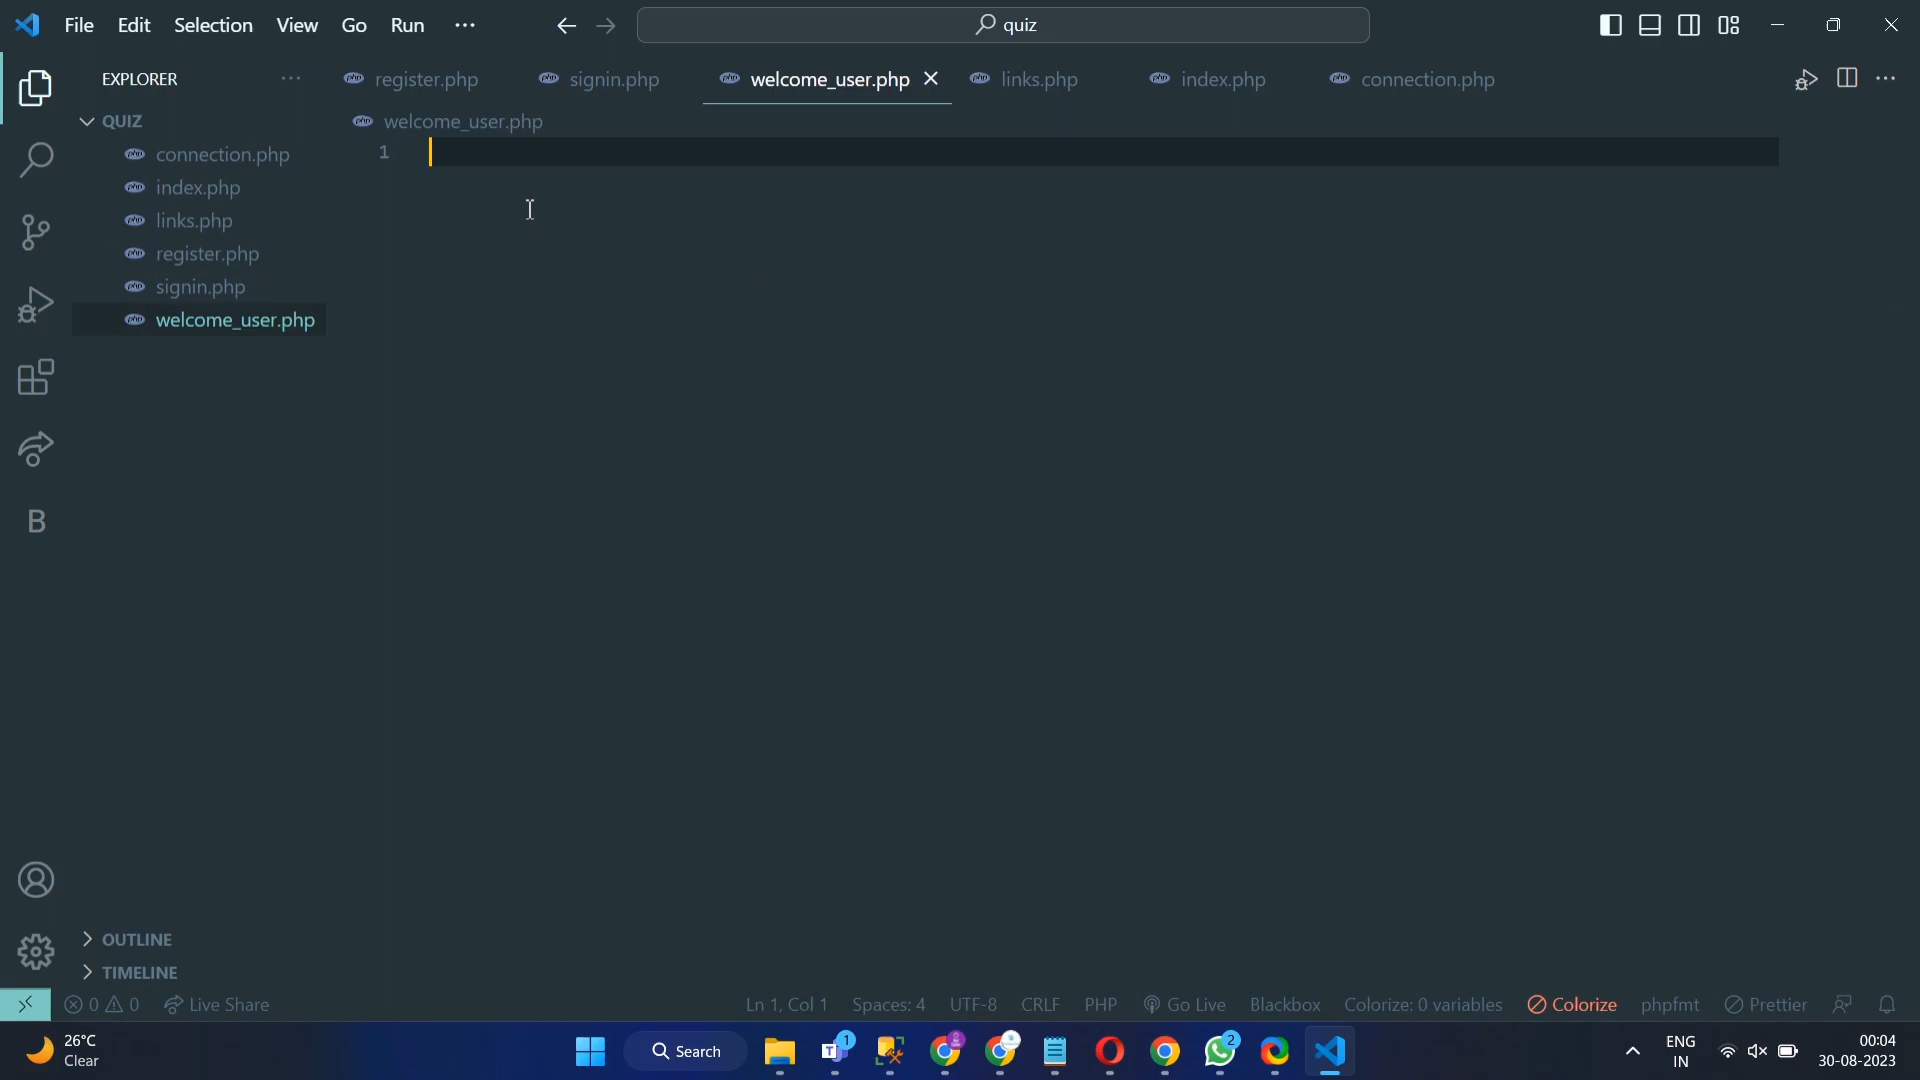 File Edit Selection View Go Run ···
quiz
EXPLORER ···
register.php signin.php welcome_user.php links.php index.php connection.php
QUIZ
welcome_user.php
1
connection.php
index.php
links.php
register.php
signin.php
welcome_user.php
B
OUTLINE
TIMELINE
0 0 Live Share
Ln 1, Col 1 Spaces: 4 UTF-8 CRLF PHP Go Live Blackbox Colorize: 0 variables Colorize phpfmt Prettier
26°C
Clear
Search
1
2
ENG
IN
00:04
30-08-2023